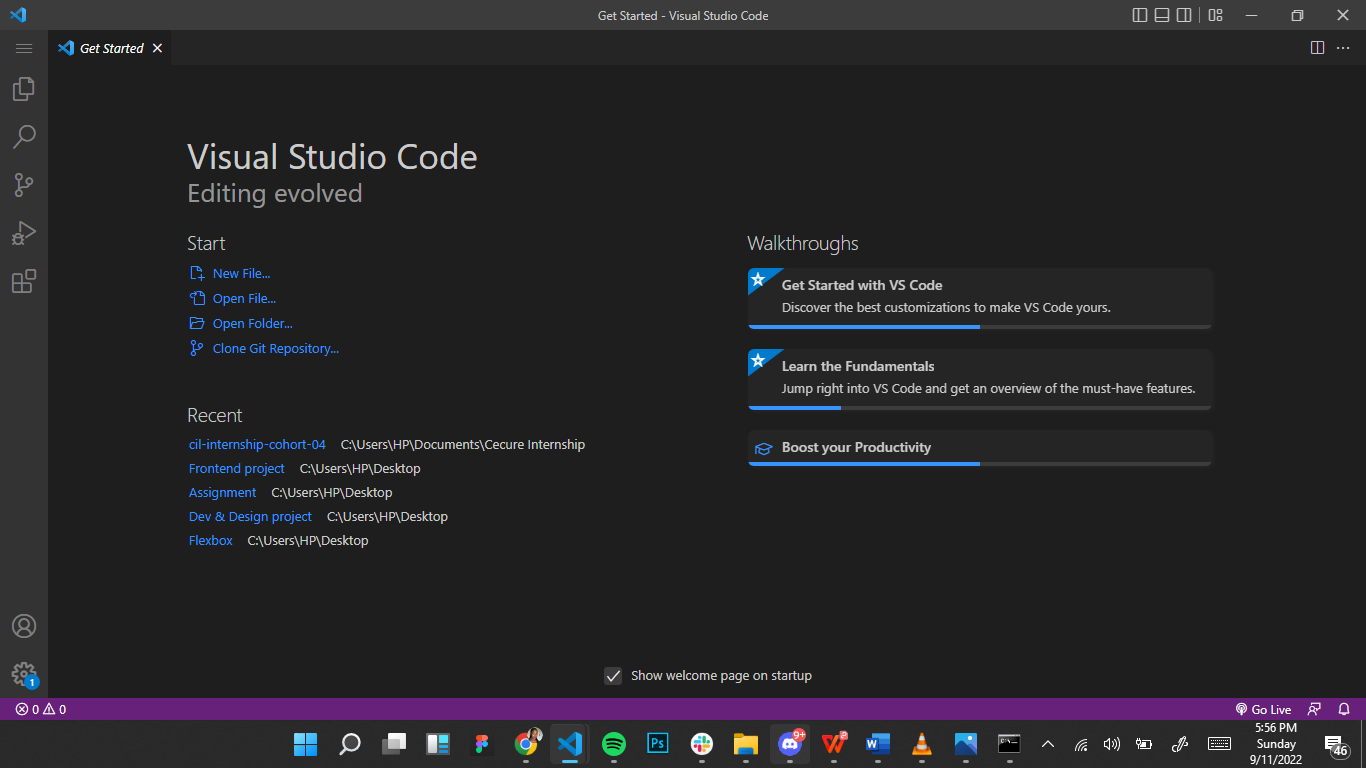 Get Started - Visual Studio Code
Get Started
Visual Studio Code
Editing evolved
Start
New File...
Open File...
Open Folder...
Clone Git Repository...
Recent
cil-internship-cohort-04 C:\Users\HP\Documents\Cecure Internship
Frontend project C:\Users\HP\Desktop
Assignment C:\Users\HP\Desktop
Dev & Design project C:\Users\HP\Desktop
Flexbox C:\Users\HP\Desktop
Walkthroughs
Get Started with VS Code
Discover the best customizations to make VS Code yours.
Learn the Fundamentals
Jump right into VS Code and get an overview of the must-have features.
Boost your Productivity
Show welcome page on startup
1
0 0
Go Live
Ps
9+
W
5:56 PM
Sunday
9/11/2022
46